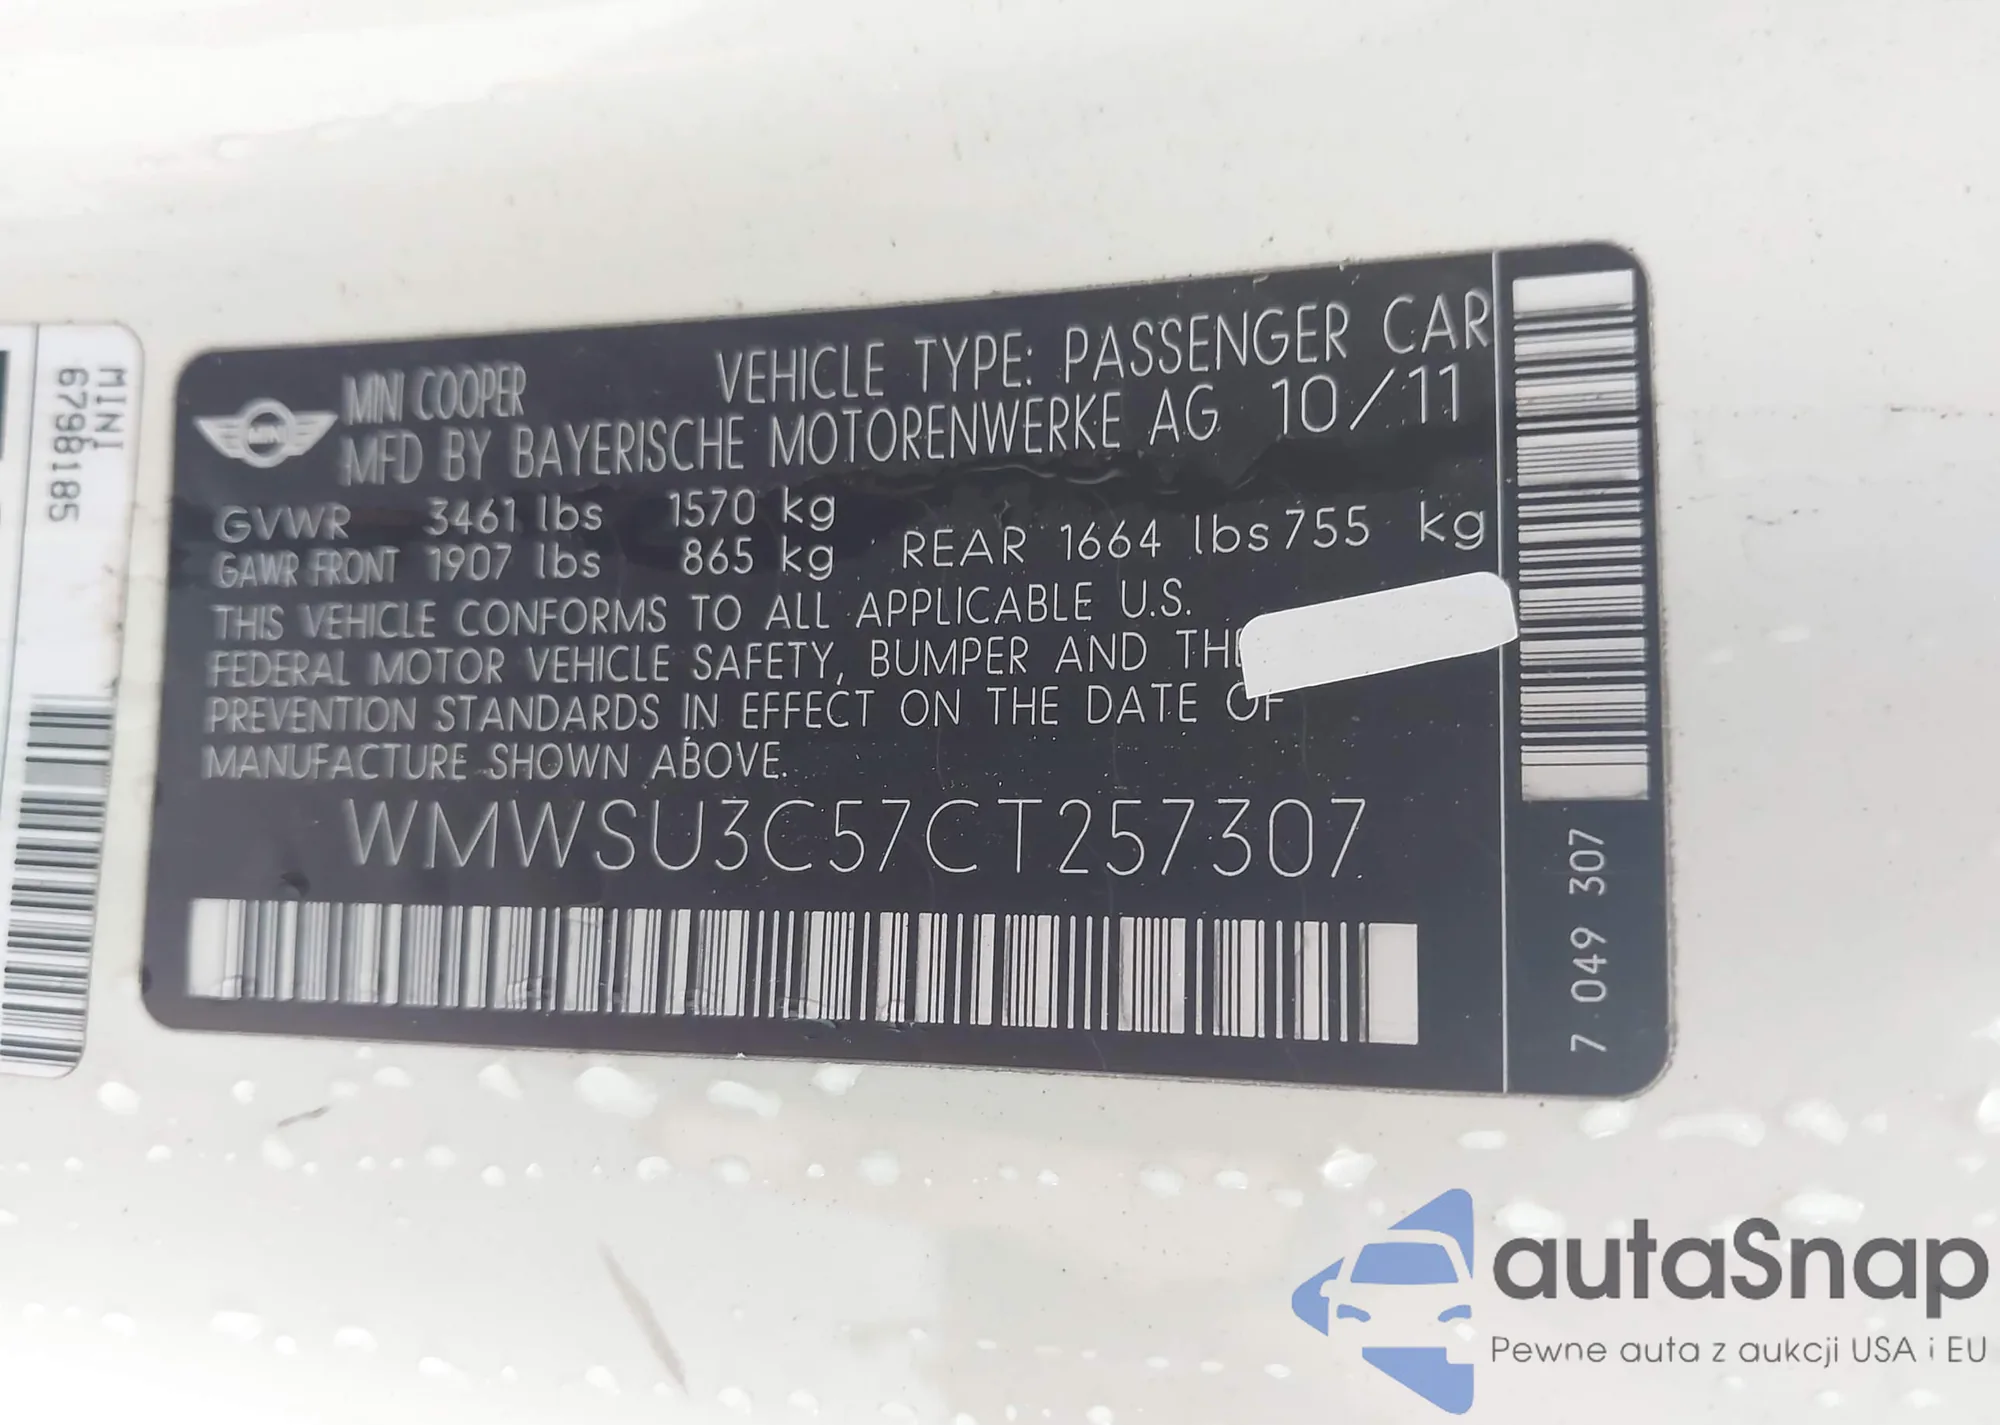 MINI
6798185
MINI COOPER VEHICLE TYPE: PASSENGER CAR
MFD BY BAYERISCHE MOTORENWERKE AG 10/11
GVWR 3461 lbs 1570 kg
GAWR FRONT 1907 lbs 865 kg REAR 1664 lbs 755 kg
THIS VEHICLE CONFORMS TO ALL APPLICABLE U.S.
FEDERAL MOTOR VEHICLE SAFETY, BUMPER AND
PREVENTION STANDARDS IN EFFECT ON THE DATE OF
MANUFACTURE SHOWN ABOVE.
WMWSU3C57CT257307
7 049 307
autaSnap
Pewne auta z aukcji USA i EU